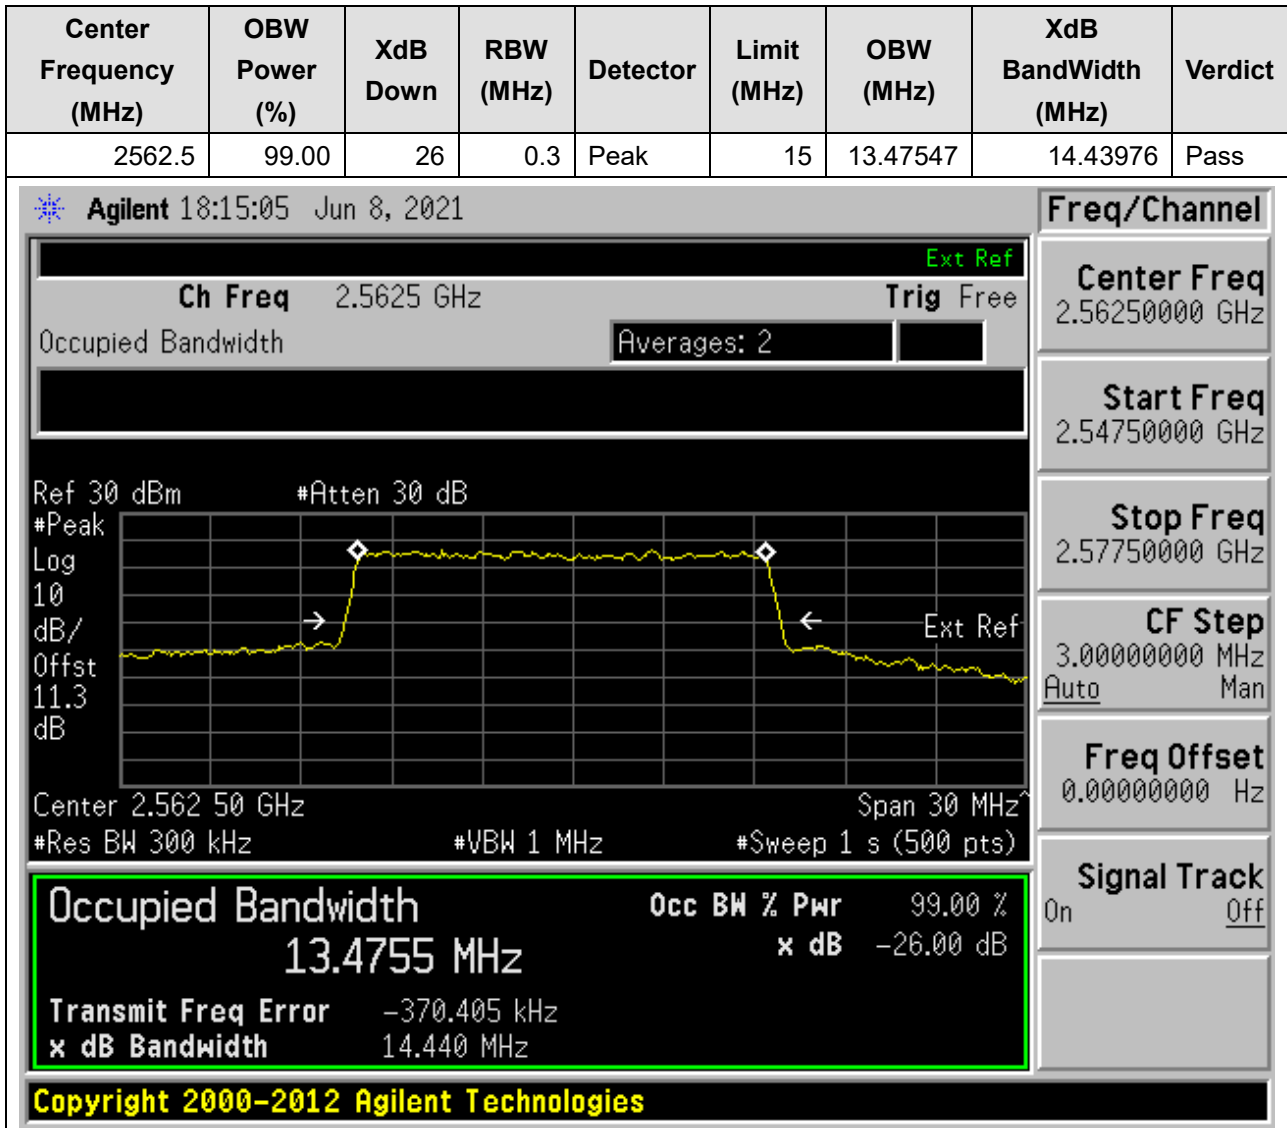 Center Frequency (MHz) OBW Power (%) XdB Down RBW (MHz) Detector Limit (MHz) OBW (MHz) XdB BandWidth (MHz) Verdict
2562.5 99.00 26 0.3 Peak 15 13.47547 14.43976 Pass
Agilent 18:15:05 Jun 8, 2021
Freq/Channel
Ext Ref
Ch Freq 2.5625 GHz Trig Free
Occupied Bandwidth Averages: 2
Center Freq
2.56250000 GHz
Start Freq
2.54750000 GHz
Stop Freq
2.57750000 GHz
CF Step
3.00000000 MHz
Auto Man
Freq Offset
0.00000000 Hz
Signal Track
On Off
Ref 30 dBm #Atten 30 dB
#Peak
Log
10
dB/
Offst
11.3
dB
Ext Ref
Center 2.562 50 GHz Span 30 MHz^
#Res BW 300 kHz #VBW 1 MHz #Sweep 1 s (500 pts)
Occupied Bandwidth Occ BW % Pwr 99.00 %
13.4755 MHz x dB -26.00 dB
Transmit Freq Error -370.405 kHz
x dB Bandwidth 14.440 MHz
Copyright 2000-2012 Agilent Technologies